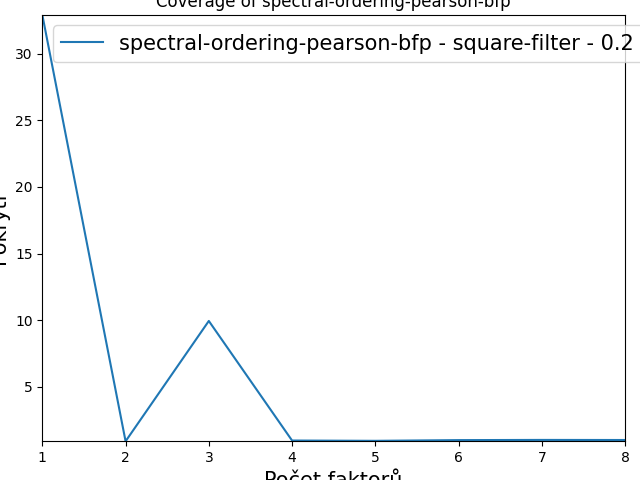 Coverage of spectral-ordering-pearson-bfp
spectral-ordering-pearson-bfp - square-filter - 0.2
30
25
20
15
10
5
Pokrytí
1 2 3 4 5 6 7 8
Počet faktorů